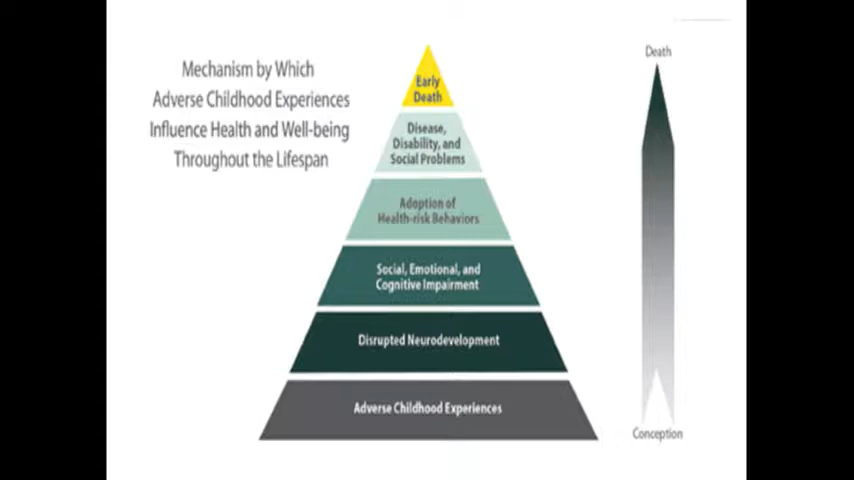 Mechanism by Which
Adverse Childhood Experiences
Influence Health and Well-being
Throughout the Lifespan
Early
Death
Disease,
Disability, and
Social Problems
Adoption of
Health-risk Behaviors
Social, Emotional, and
Cognitive Impairment
Disrupted Neurodevelopment
Adverse Childhood Experiences
Death
Conception